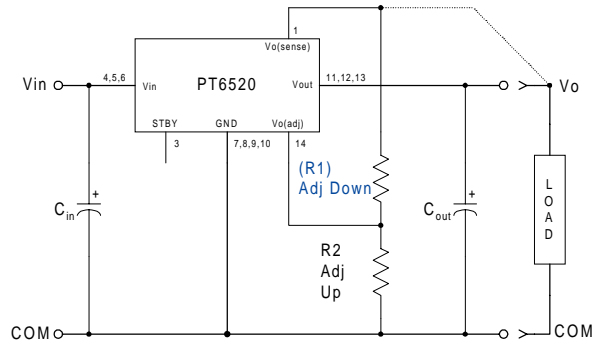 1
Vo(sense)
Vin
4,5,6
Vin
PT6520
Vout
11,12,13
Vo
STBY
GND
Vo(adj)
3
7,8,9,10
14
(R1)
Adj Down
C in
+
R2
Adj
Up
C out
+
L
O
A
D
COM
COM